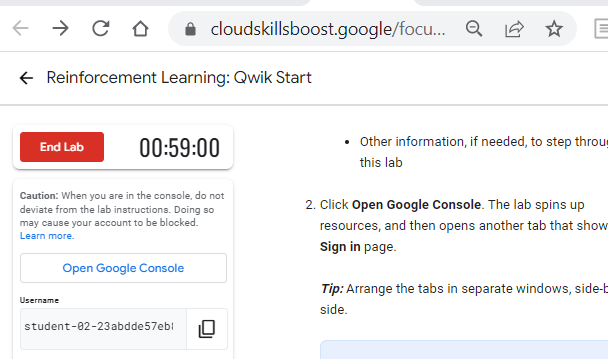 cloudskillsboost.google/focu...
Reinforcement Learning: Qwik Start
End Lab
00:59:00
Caution: When you are in the console, do not
deviate from the lab instructions. Doing so
may cause your account to be blocked.
Learn more.
Open Google Console
Username
student-02-23abdde57eb
• Other information, if needed, to step throu
this lab
2. Click Open Google Console. The lab spins up
resources, and then opens another tab that show
Sign in page.
Tip: Arrange the tabs in separate windows, side-b
side.